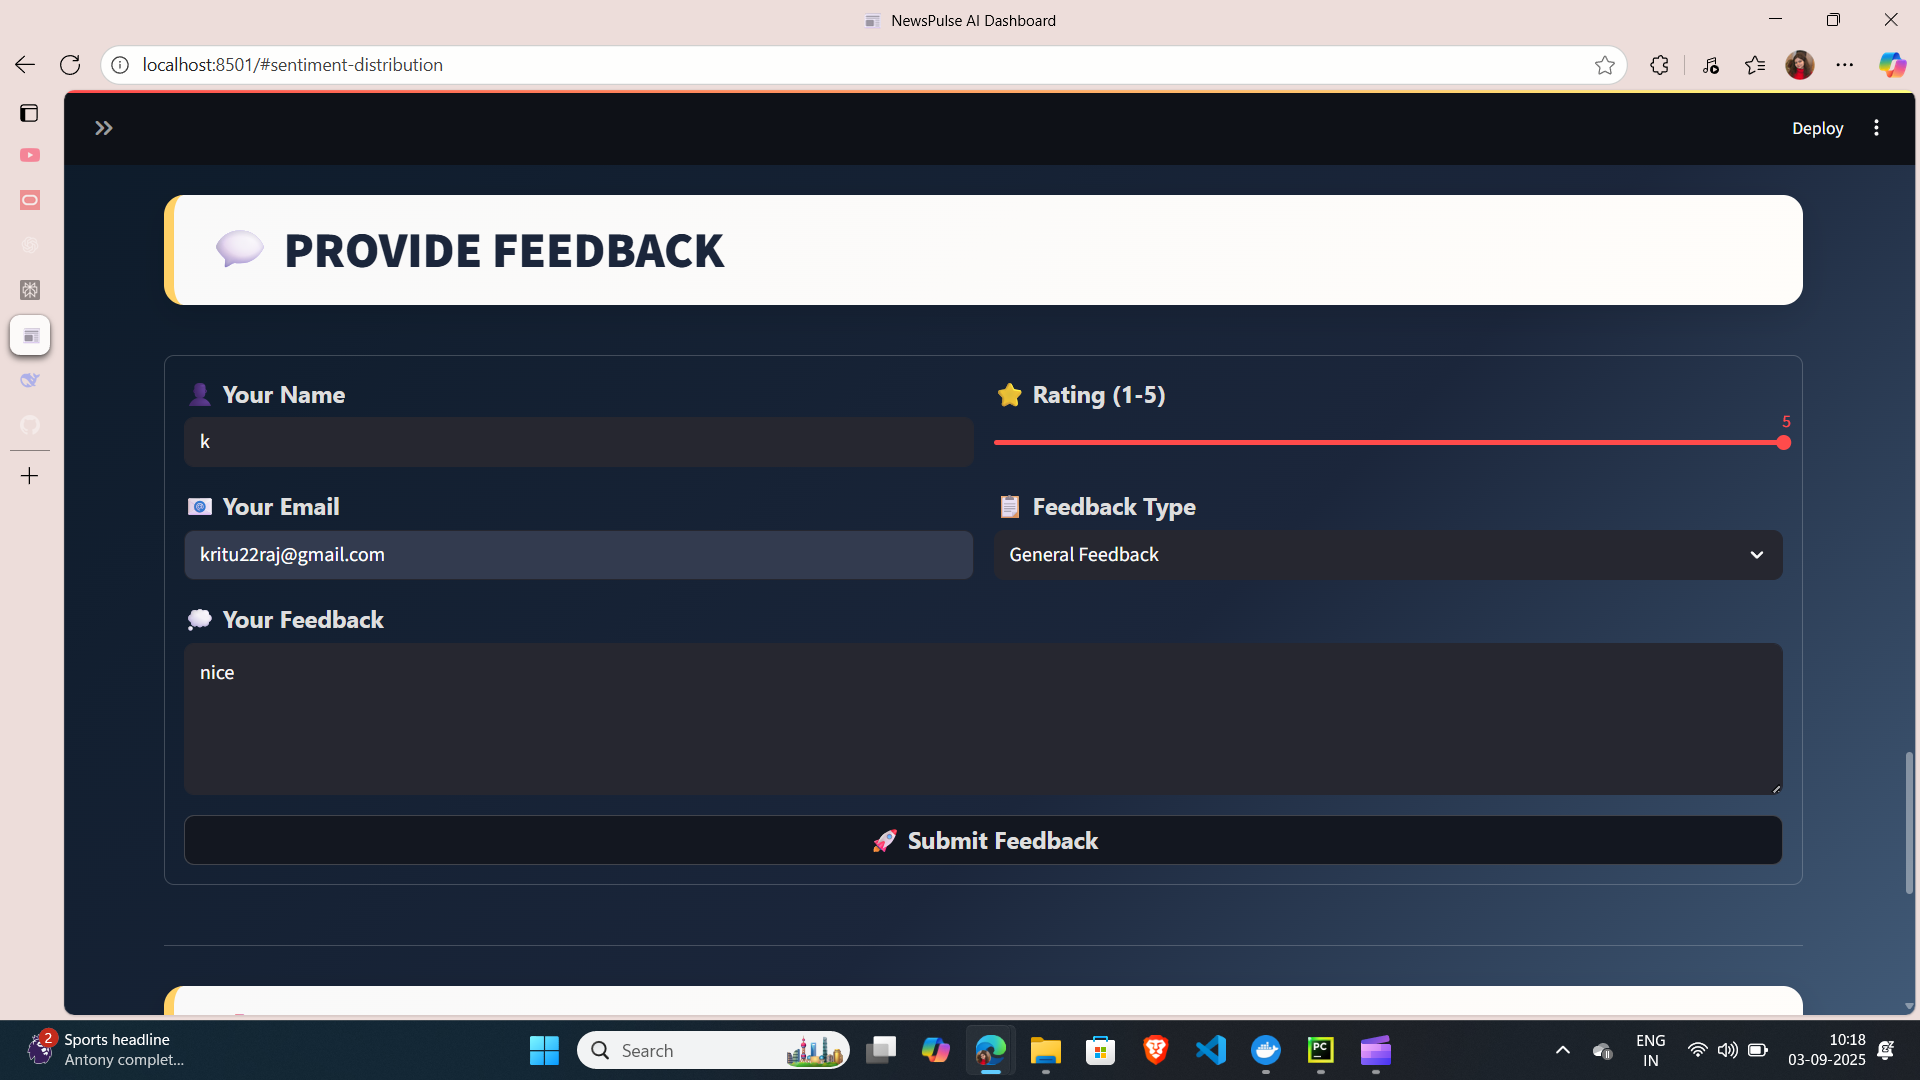 NewsPulse AI Dashboard
localhost:8501/#sentiment-distribution
Deploy
PROVIDE FEEDBACK
Your Name
k
Rating (1-5)
5
Your Email
kritu22raj@gmail.com
Feedback Type
General Feedback
Your Feedback
nice
Submit Feedback
2
Sports headline
Antony complet...
Search
PC
ENG
IN
10:18
03-09-2025